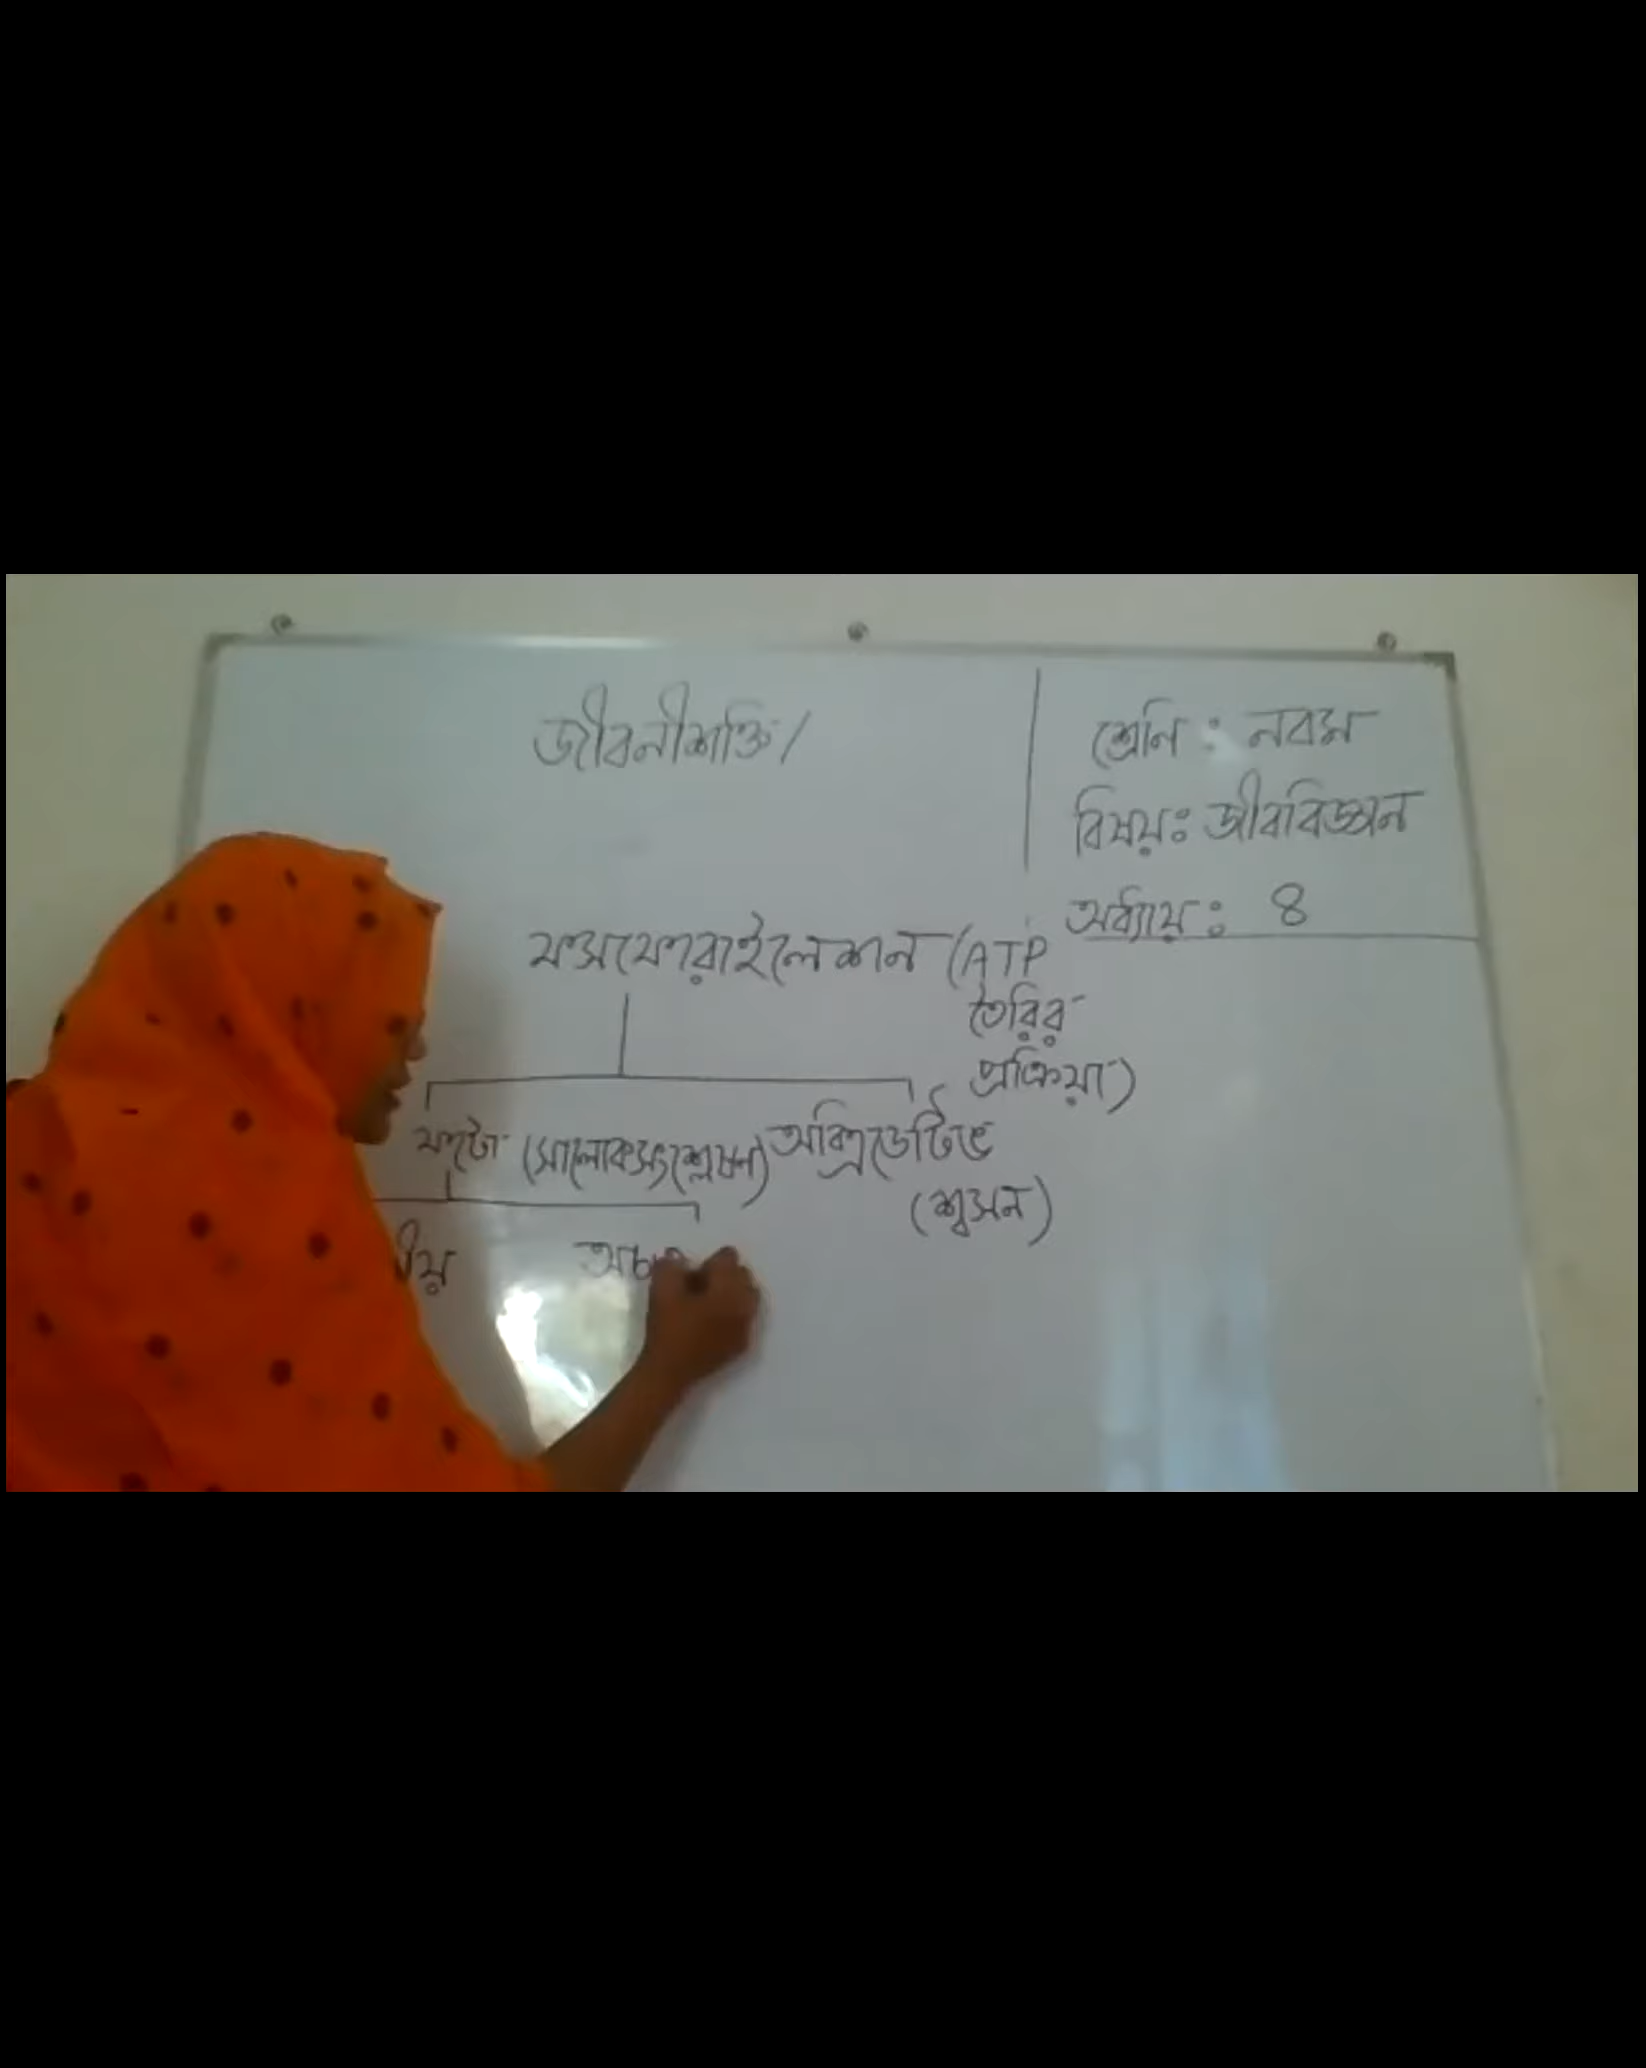 জীবনীশক্তি/
শ্রেনি : নবম
বিষয়ঃ জীববিজ্ঞান
অধ্যায়ঃ ৪
ফসফোরাইলেশন (ATP
তৈরির
প্রক্রিয়া)
ফটো (সালোকসংশ্লেষণ) অক্সিডেটিভ
(শ্বসন)